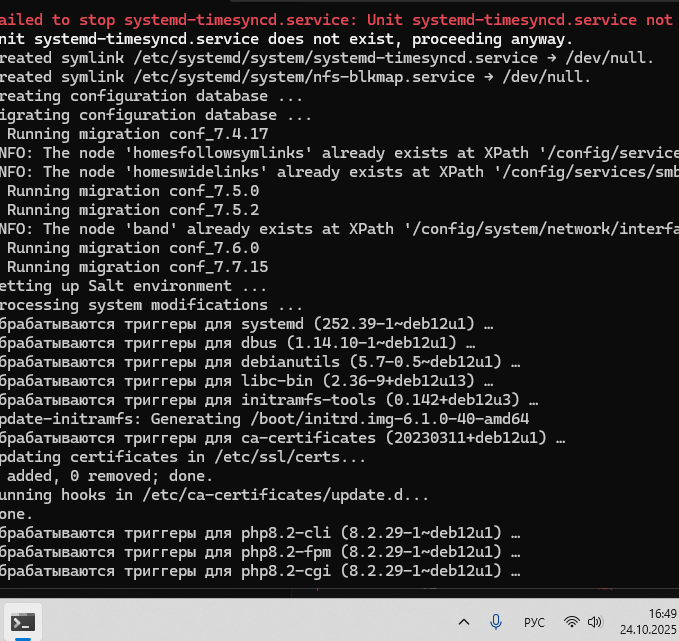 ailed to stop systemd-timesyncd.service: Unit systemd-timesyncd.service not
nit systemd-timesyncd.service does not exist, proceeding anyway.
reated symlink /etc/systemd/system/systemd-timesyncd.service → /dev/null.
reated symlink /etc/systemd/system/nfs-blkmap.service → /dev/null.
reating configuration database ...
igrating configuration database ...
Running migration conf_7.4.17
NFO: The node 'homesfollowsymlinks' already exists at XPath '/config/service
NFO: The node 'homeswidelinks' already exists at XPath '/config/services/smb
Running migration conf_7.5.0
Running migration conf_7.5.2
NFO: The node 'band' already exists at XPath '/config/system/network/interfa
Running migration conf_7.6.0
Running migration conf_7.7.15
etting up Salt environment ...
rocessing system modifications ...
брабатываются триггеры для systemd (252.39-1~deb12u1) …
брабатываются триггеры для dbus (1.14.10-1~deb12u1) …
брабатываются триггеры для debianutils (5.7-0.5~deb12u1) …
брабатываются триггеры для libc-bin (2.36-9+deb12u13) …
брабатываются триггеры для initramfs-tools (0.142+deb12u3) …
pdate-initramfs: Generating /boot/initrd.img-6.1.0-40-amd64
брабатываются триггеры для ca-certificates (20230311+deb12u1) …
pdating certificates in /etc/ssl/certs...
added, 0 removed; done.
unning hooks in /etc/ca-certificates/update.d...
one.
брабатываются триггеры для php8.2-cli (8.2.29-1~deb12u1) …
брабатываются триггеры для php8.2-fpm (8.2.29-1~deb12u1) …
брабатываются триггеры для php8.2-cgi (8.2.29-1~deb12u1) …
РУС
16:49
24.10.2025